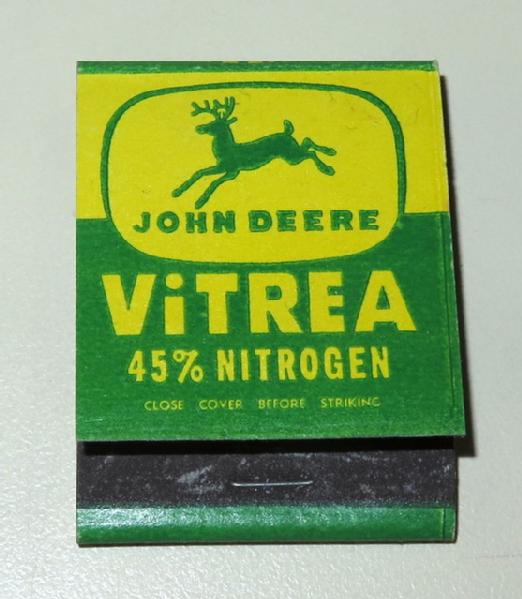 JOHN DEERE
ViTREA
45% NITROGEN
CLOSE COVER BEFORE STRIKING